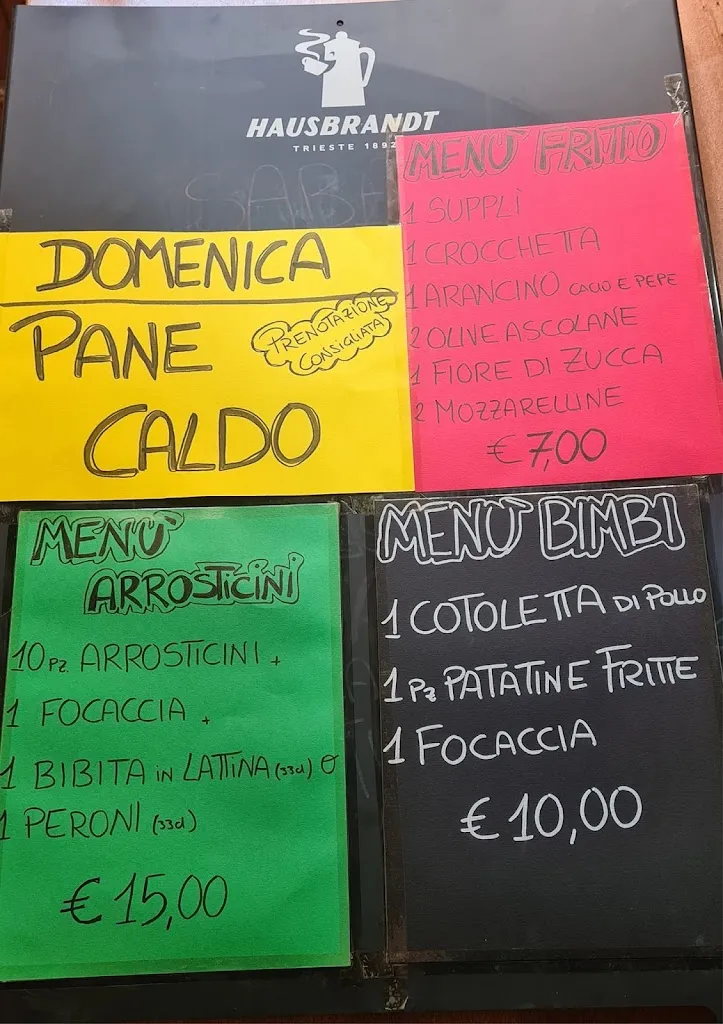 HAUSBRANDT
TRIESTE 1892
DOMENICA
PANE
CALDO
PRENOTAZIONE
CONSIGLIATA
MENÙ FRITTO
1 SUPPLÌ
1 CROCCHETTA
1 ARANCINO CACIO E PEPE
2 OLIVE ASCOLANE
1 FIORE DI ZUCCA
2 MOZZARELLINE
€ 7,00
MENÙ
ARROSTICINI
10 Pz. ARROSTICINI +
1 FOCACCIA +
1 BIBITA IN LATTINA (33cl) O
1 PERONI (33cl)
€ 15,00
MENÙ BIMBI
1 COTOLETTA DI POLLO
1 Pz PATATINE FRITTE
1 FOCACCIA
€ 10,00